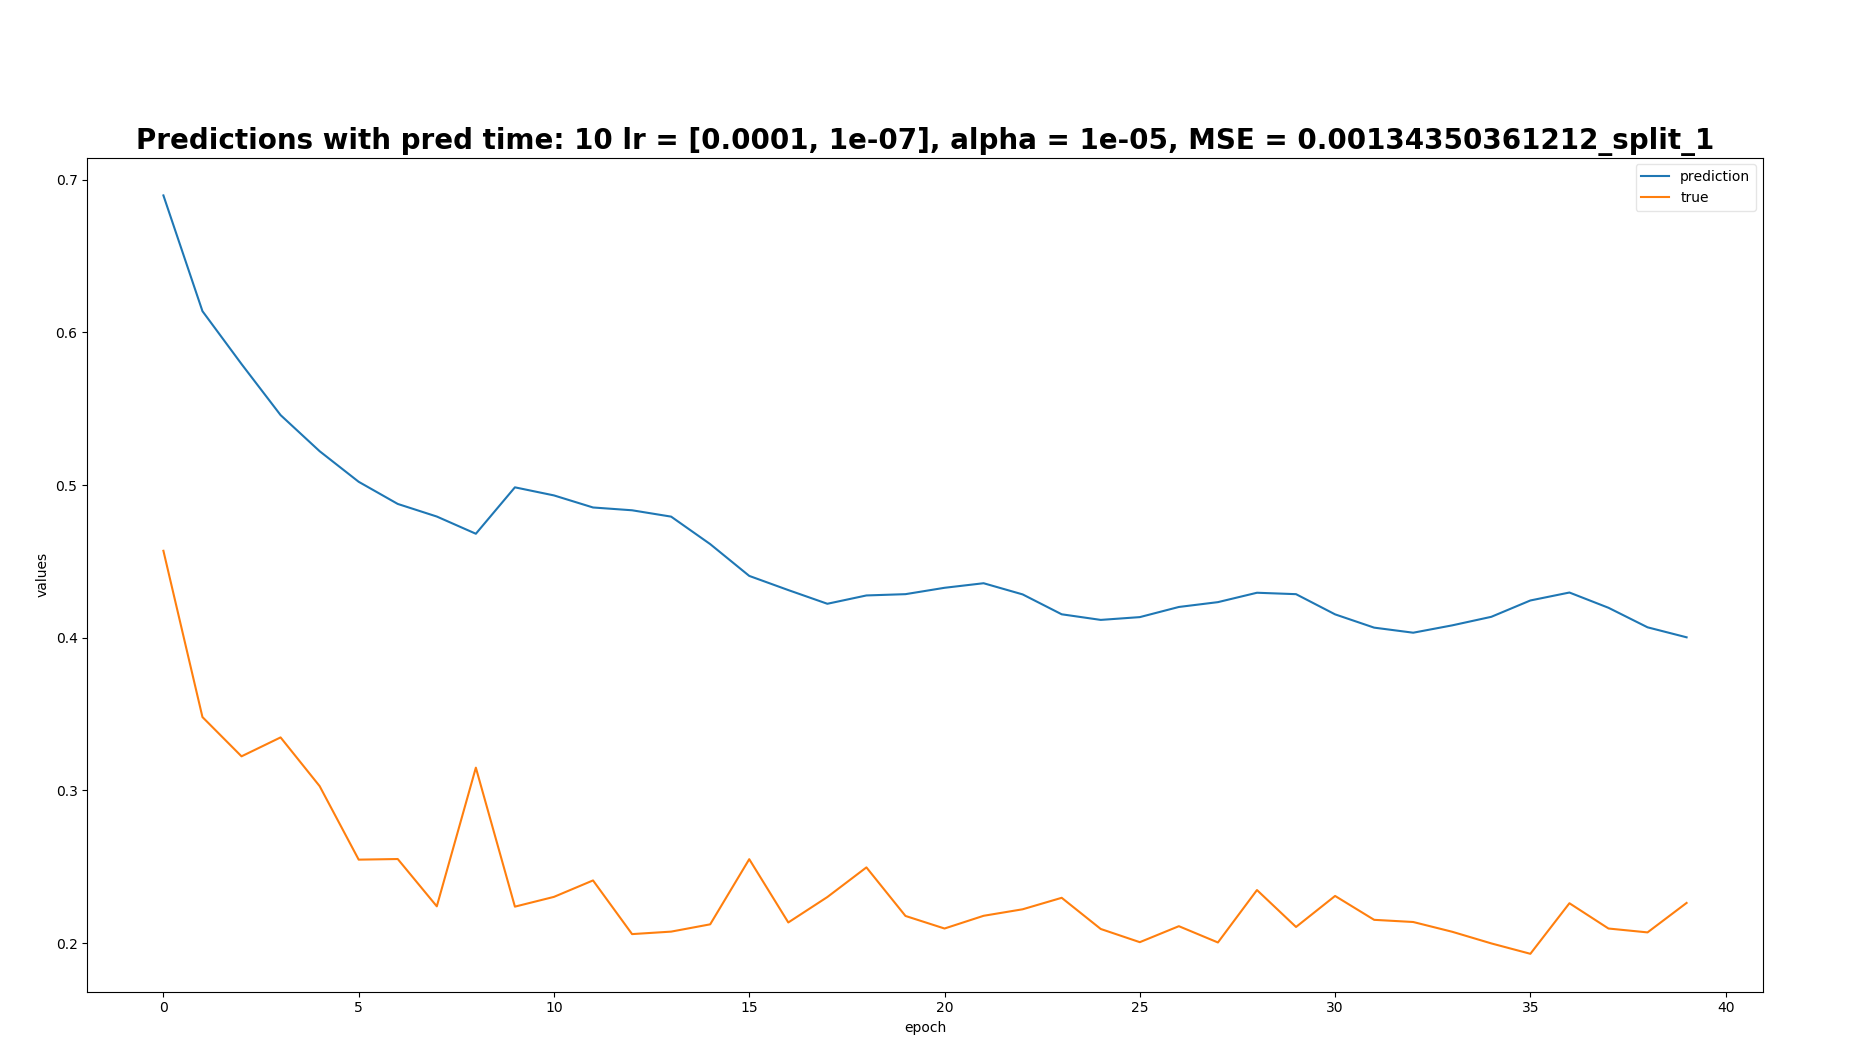 Predictions with pred time: 10 lr = [0.0001, 1e-07], alpha = 1e-05, MSE = 0.00134350361212_split_1
prediction
true
0.7
0.6
0.5
0.4
0.3
0.2
values
0 5 10 15 20 25 30 35 40
epoch